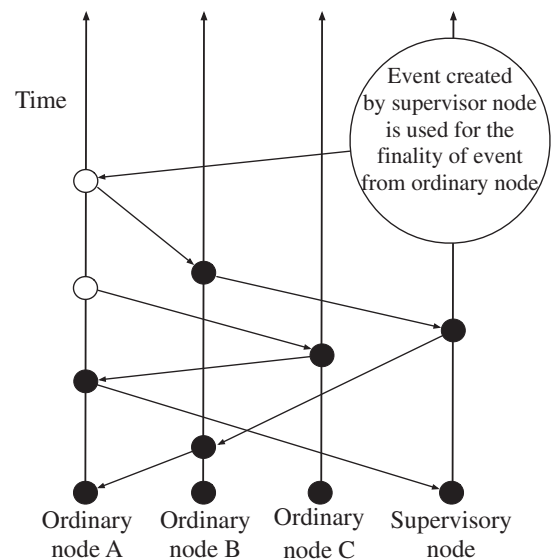 Time
Event created
by supervisor node
is used for the
finality of event
from ordinary node
Ordinary
node A
Ordinary
node B
Ordinary
node C
Supervisory
node